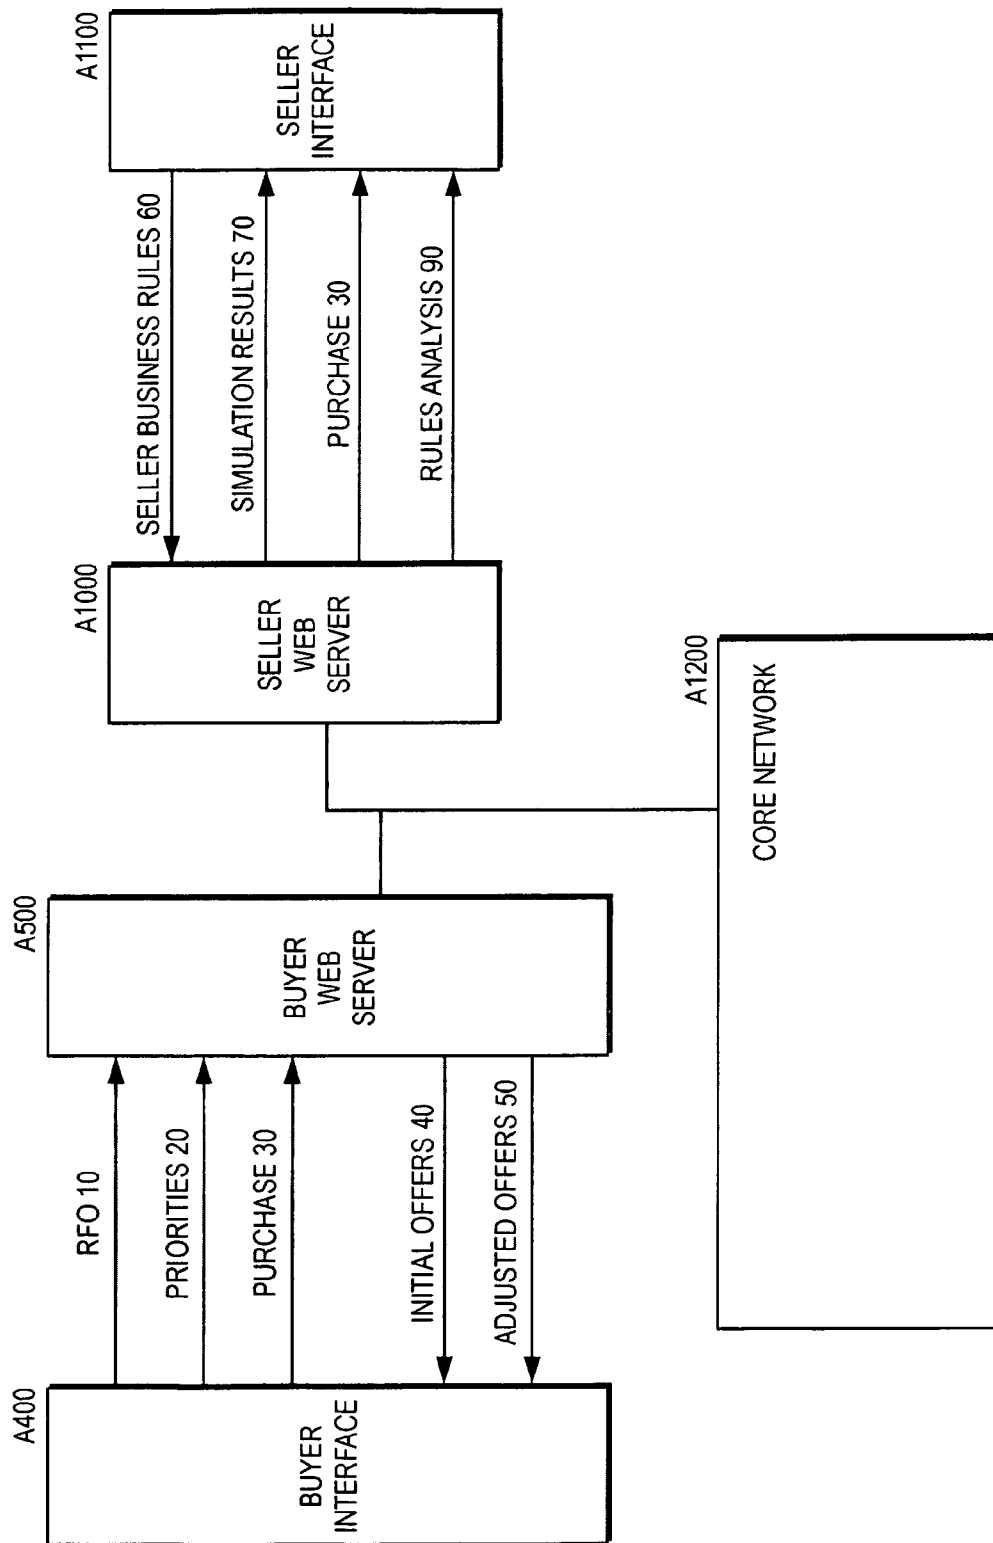 A400
BUYER
INTERFACE
RFO 10
PRIORITIES 20
PURCHASE 30
INITIAL OFFERS 40
ADJUSTED OFFERS 50
A500
BUYER
WEB
SERVER
A1000
SELLER
WEB
SERVER
SELLER BUSINESS RULES 60
SIMULATION RESULTS 70
PURCHASE 30
RULES ANALYSIS 90
A1100
SELLER
INTERFACE
A1200
CORE NETWORK